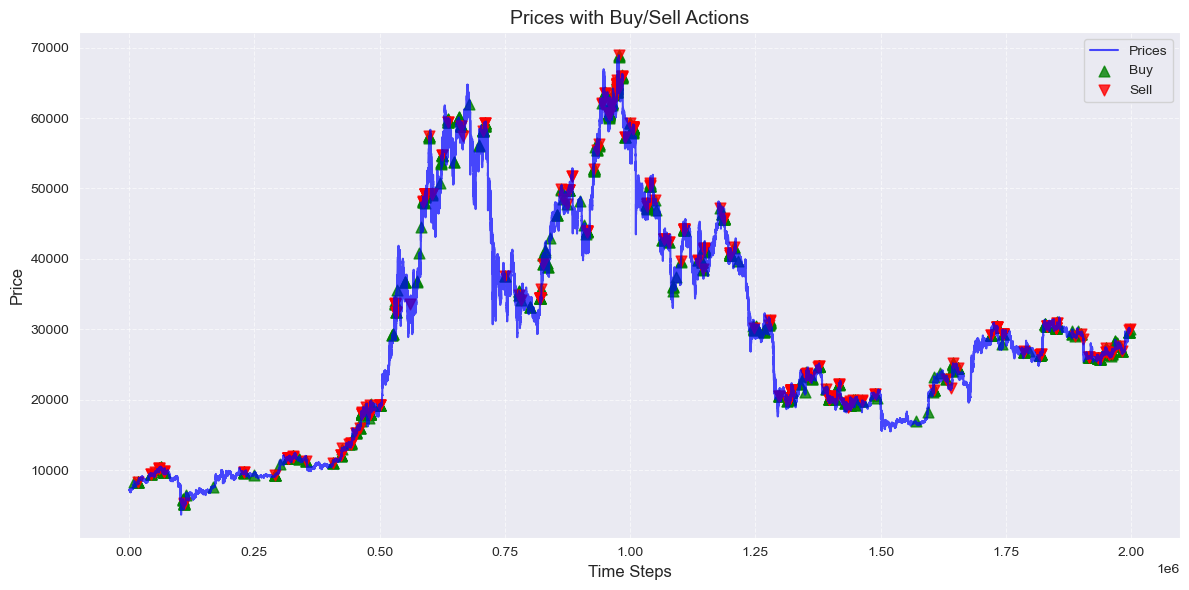 Prices with Buy/Sell Actions
Prices
Buy
Sell
Price
70000
60000
50000
40000
30000
20000
10000
0.00 0.25 0.50 0.75 1.00 1.25 1.50 1.75 2.00
1e6
Time Steps